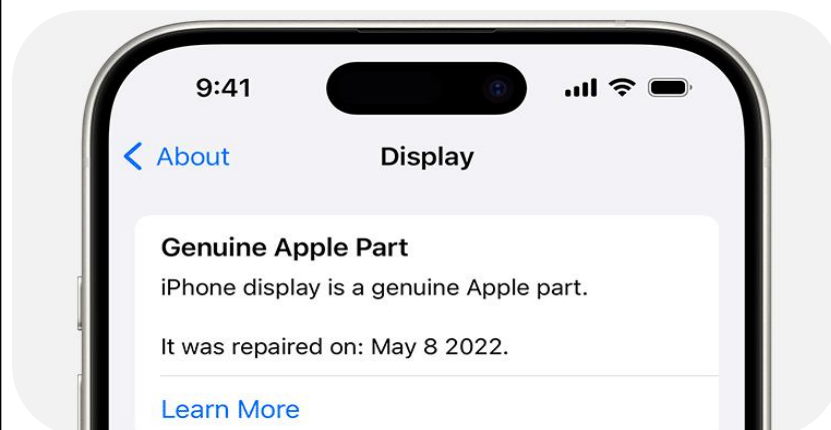 9:41
About
Display
Genuine Apple Part
iPhone display is a genuine Apple part.
It was repaired on: May 8 2022.
Learn More